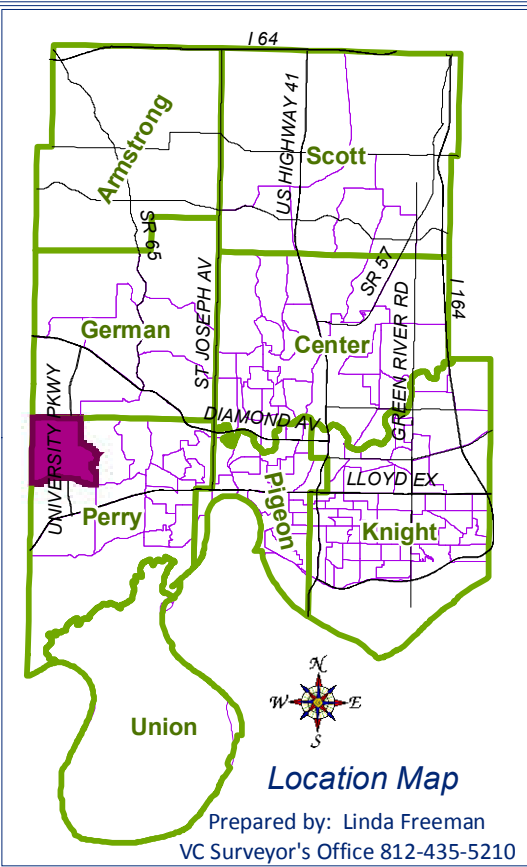 I 64
Armstrong
US HIGHWAY 41
Scott
SR 65
ST JOSEPH AV
SR 57
GREEN RIVER RD
I 164
German
Center
UNIVERSITY PKWY
DIAMOND AV
LLOYD EX
Perry
Pigeon
Knight
N
W
E
S
Union
Location Map
Prepared by: Linda Freeman
VC Surveyor's Office 812-435-5210